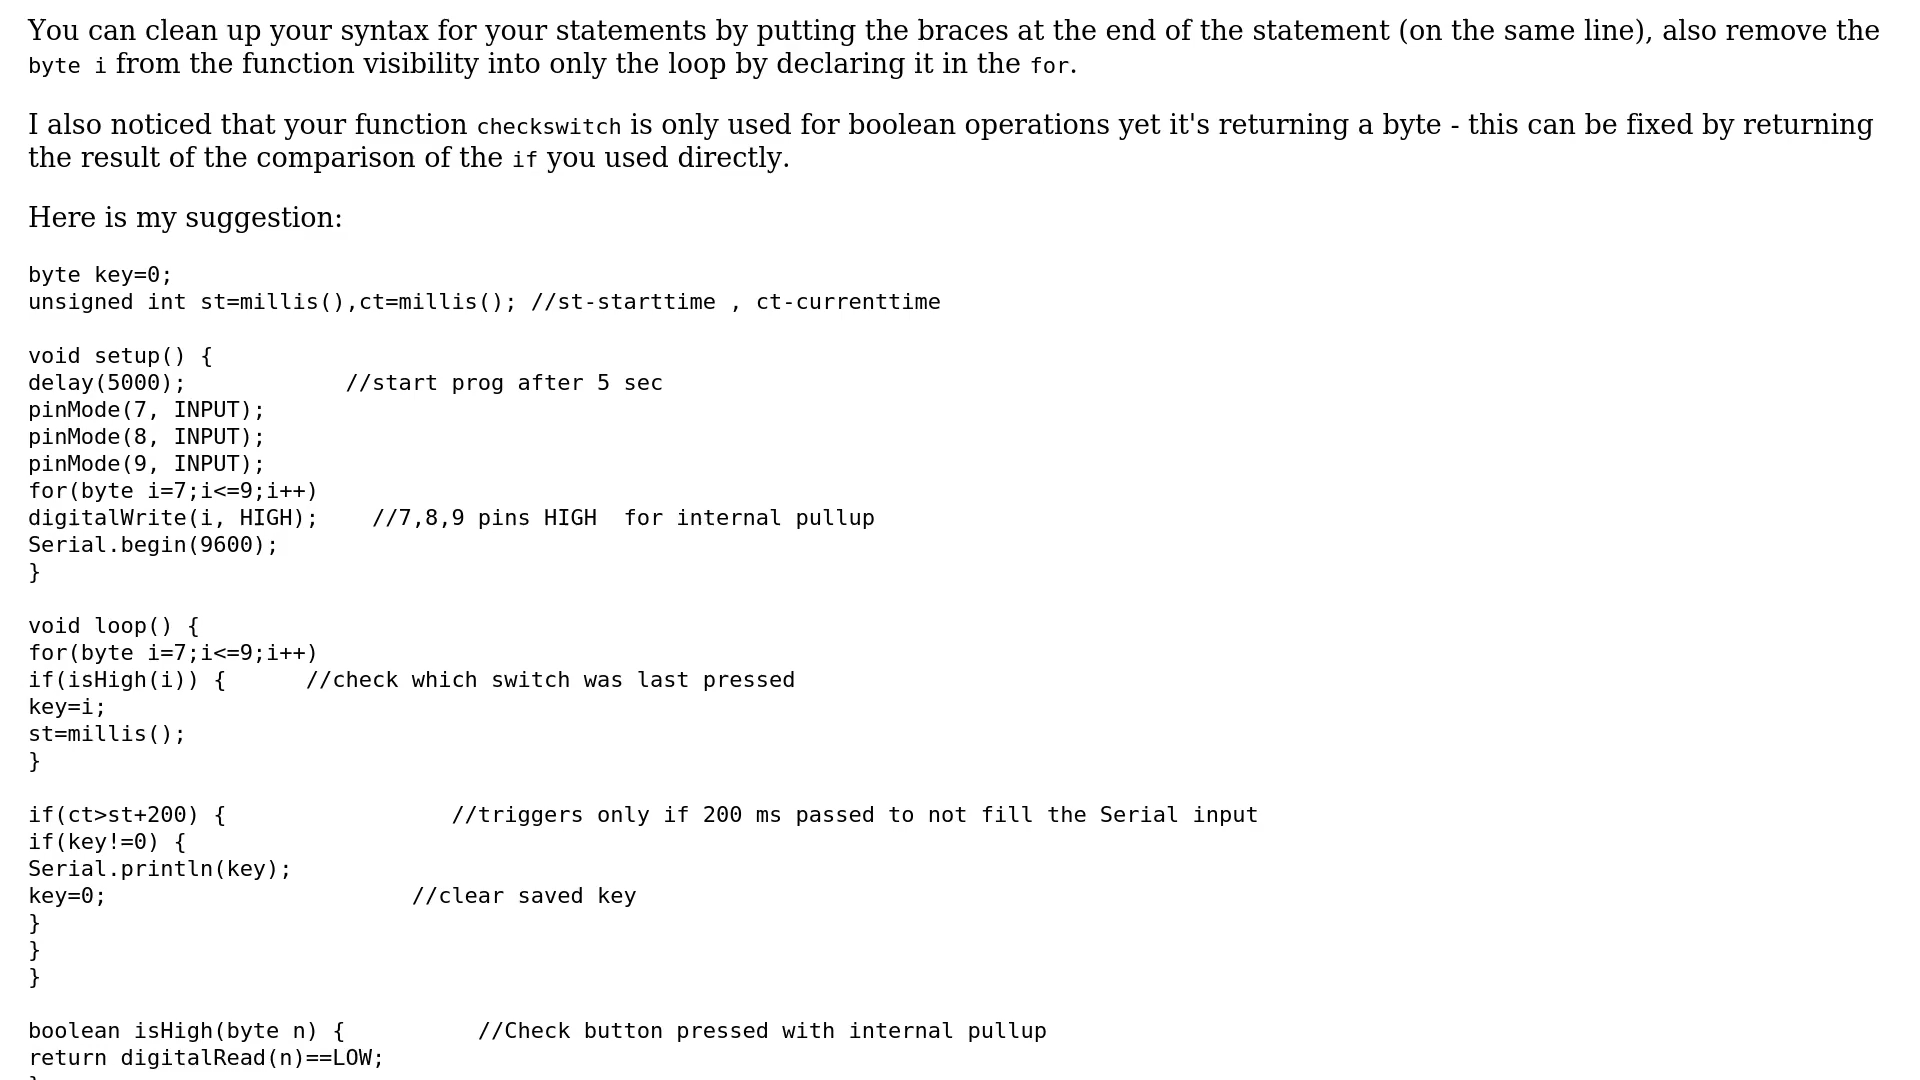 You can clean up your syntax for your statements by putting the braces at the end of the statement (on the same line), also remove the
byte i from the function visibility into only the loop by declaring it in the for.
I also noticed that your function checkswitch is only used for boolean operations yet it's returning a byte - this can be fixed by returning
the result of the comparison of the if you used directly.
Here is my suggestion:
byte key=0;
unsigned int st=millis(),ct=millis(); //st-starttime , ct-currenttime
void setup() {
delay(5000);            //start prog after 5 sec
pinMode(7, INPUT);
pinMode(8, INPUT);
pinMode(9, INPUT);
for(byte i=7;i<=9;i++)
digitalWrite(i, HIGH);    //7,8,9 pins HIGH  for internal pullup
Serial.begin(9600);
}
void loop() {
for(byte i=7;i<=9;i++)
if(isHigh(i)) {      //check which switch was last pressed
key=i;
st=millis();
}
if(ct>st+200) {                 //triggers only if 200 ms passed to not fill the Serial input
if(key!=0) {
Serial.println(key);
key=0;                       //clear saved key
}
}
}
boolean isHigh(byte n) {          //Check button pressed with internal pullup
return digitalRead(n)==LOW;
}